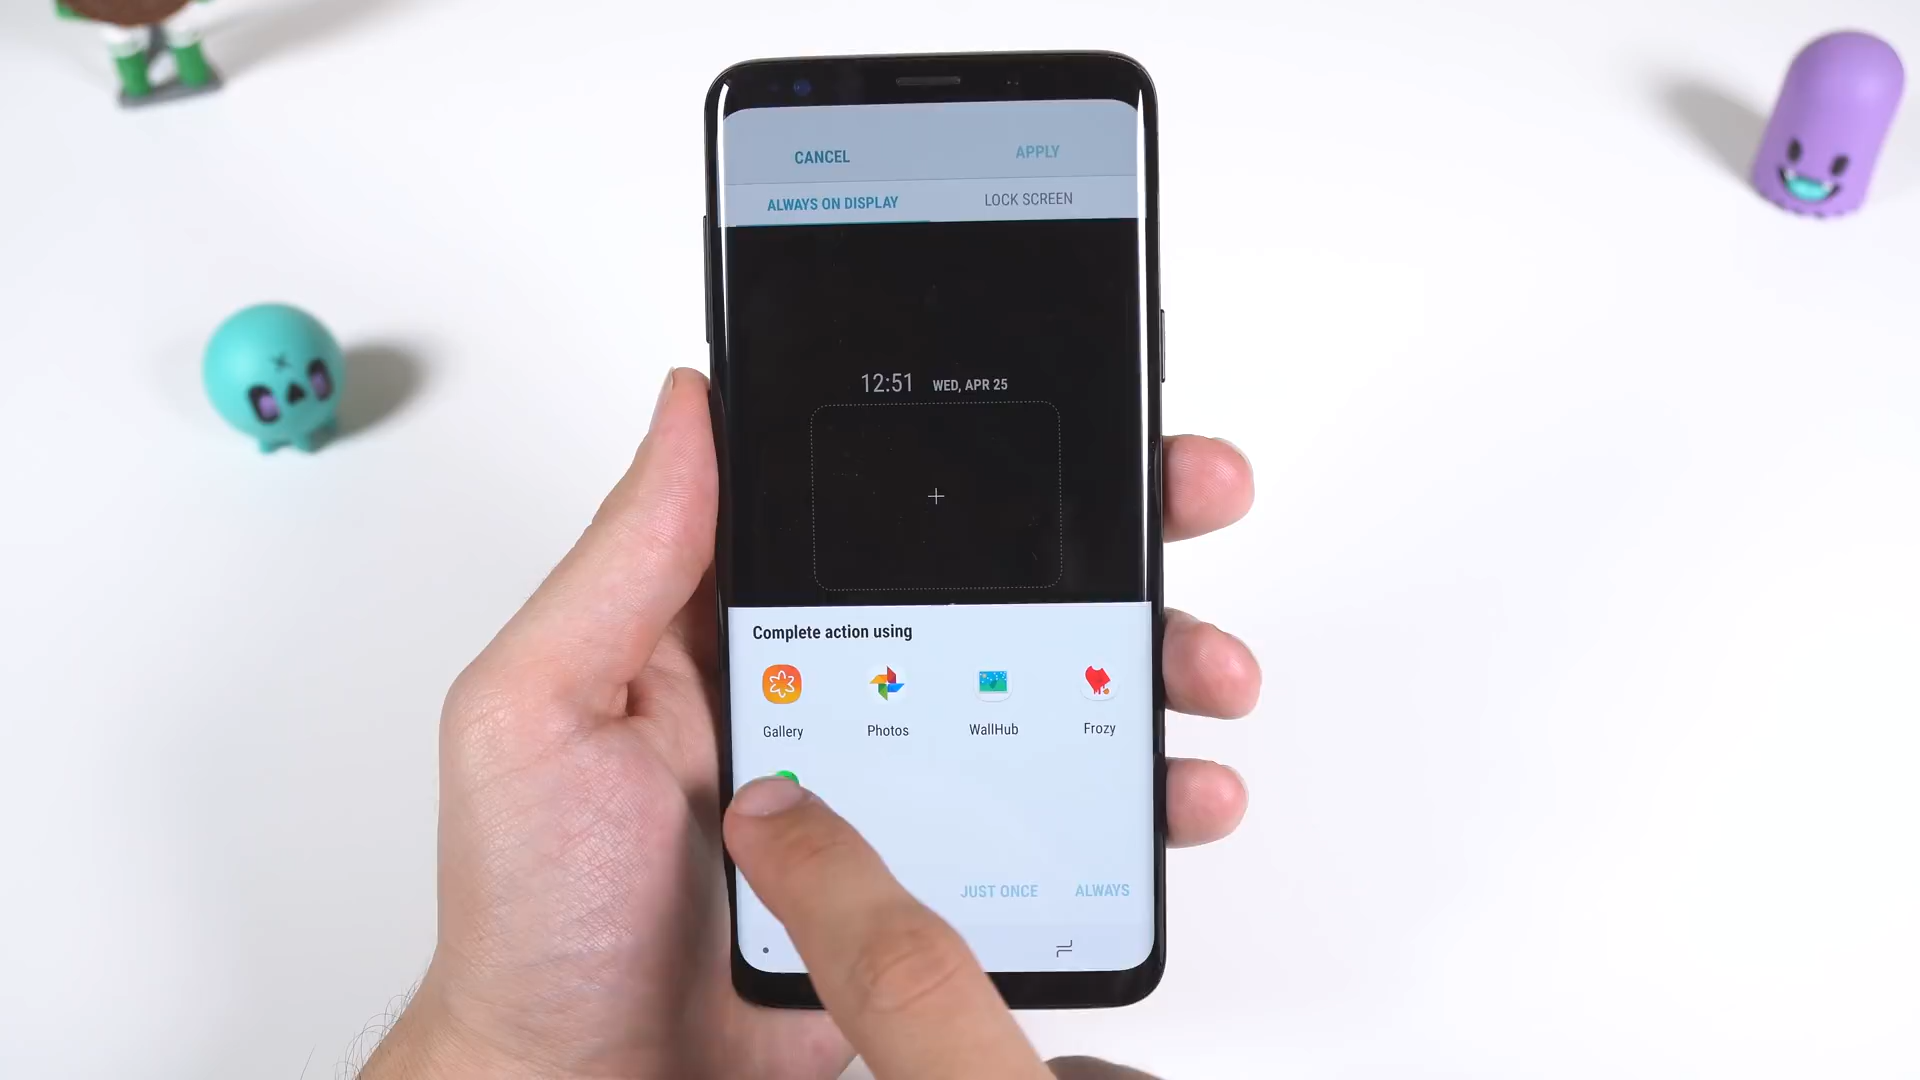 CANCEL APPLY
ALWAYS ON DISPLAY LOCK SCREEN
12:51 WED, APR 25
Complete action using
Gallery Photos WallHub Frozy
JUST ONCE ALWAYS